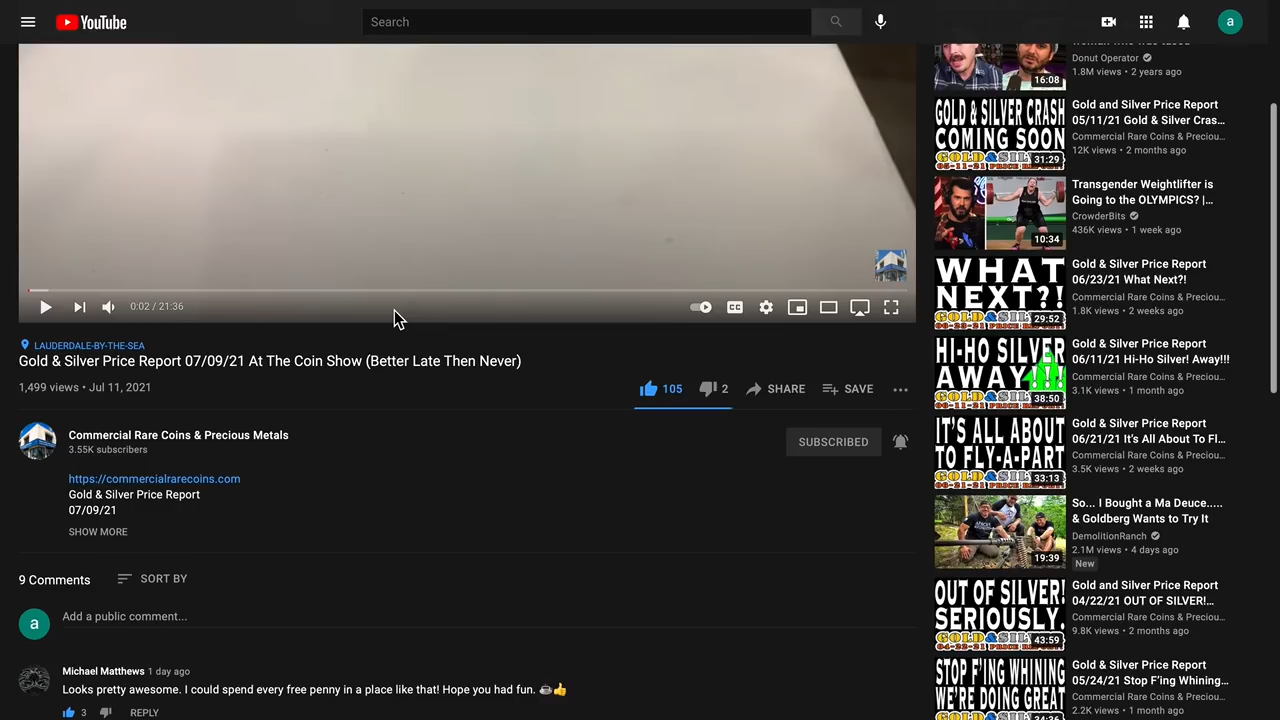 YouTube
Search
a
0:02 / 21:36
CC
LAUDERDALE-BY-THE-SEA
Gold & Silver Price Report 07/09/21 At The Coin Show (Better Late Then Never)
1,499 views • Jul 11, 2021
105
2
SHARE
SAVE
Commercial Rare Coins & Precious Metals
3.55K subscribers
SUBSCRIBED
https://commercialrarecoins.com
Gold & Silver Price Report
07/09/21
SHOW MORE
9 Comments
SORT BY
a
Add a public comment...
Michael Matthews 1 day ago
Looks pretty awesome. I could spend every free penny in a place like that! Hope you had fun. ☕👍
3
REPLY
16:08
Donut Operator
1.8M views • 2 years ago
GOLD & SILVER CRASH
COMING SOON
31:29
Gold and Silver Price Report
05/11/21 Gold & Silver Cras...
Commercial Rare Coins & Preciou...
12K views • 2 months ago
10:34
Transgender Weightlifter is
Going to the OLYMPICS? |...
CrowderBits
436K views • 1 week ago
WHAT
NEXT?!
29:52
Gold & Silver Price Report
06/23/21 What Next?!
Commercial Rare Coins & Preciou...
1.8K views • 2 weeks ago
HI-HO SILVER
AWAY!!!
38:50
Gold & Silver Price Report
06/11/21 Hi-Ho Silver! Away!!!
Commercial Rare Coins & Preciou...
3.1K views • 1 month ago
IT'S ALL ABOUT
TO FLY-A-PART
33:13
Gold & Silver Price Report
06/21/21 It's All About To Fl...
Commercial Rare Coins & Preciou...
3.5K views • 2 weeks ago
19:39
So... I Bought a Ma Deuce.....
& Goldberg Wants to Try It
DemolitionRanch
2.1M views • 4 days ago
New
OUT OF SILVER!
SERIOUSLY.
43:59
Gold and Silver Price Report
04/22/21 OUT OF SILVER!...
Commercial Rare Coins & Preciou...
9.8K views • 2 months ago
STOP F'ING WHINING
WE'RE DOING GREAT
Gold & Silver Price Report
05/24/21 Stop F'ing Whining...
Commercial Rare Coins & Preciou...
2.2K views • 1 month ago